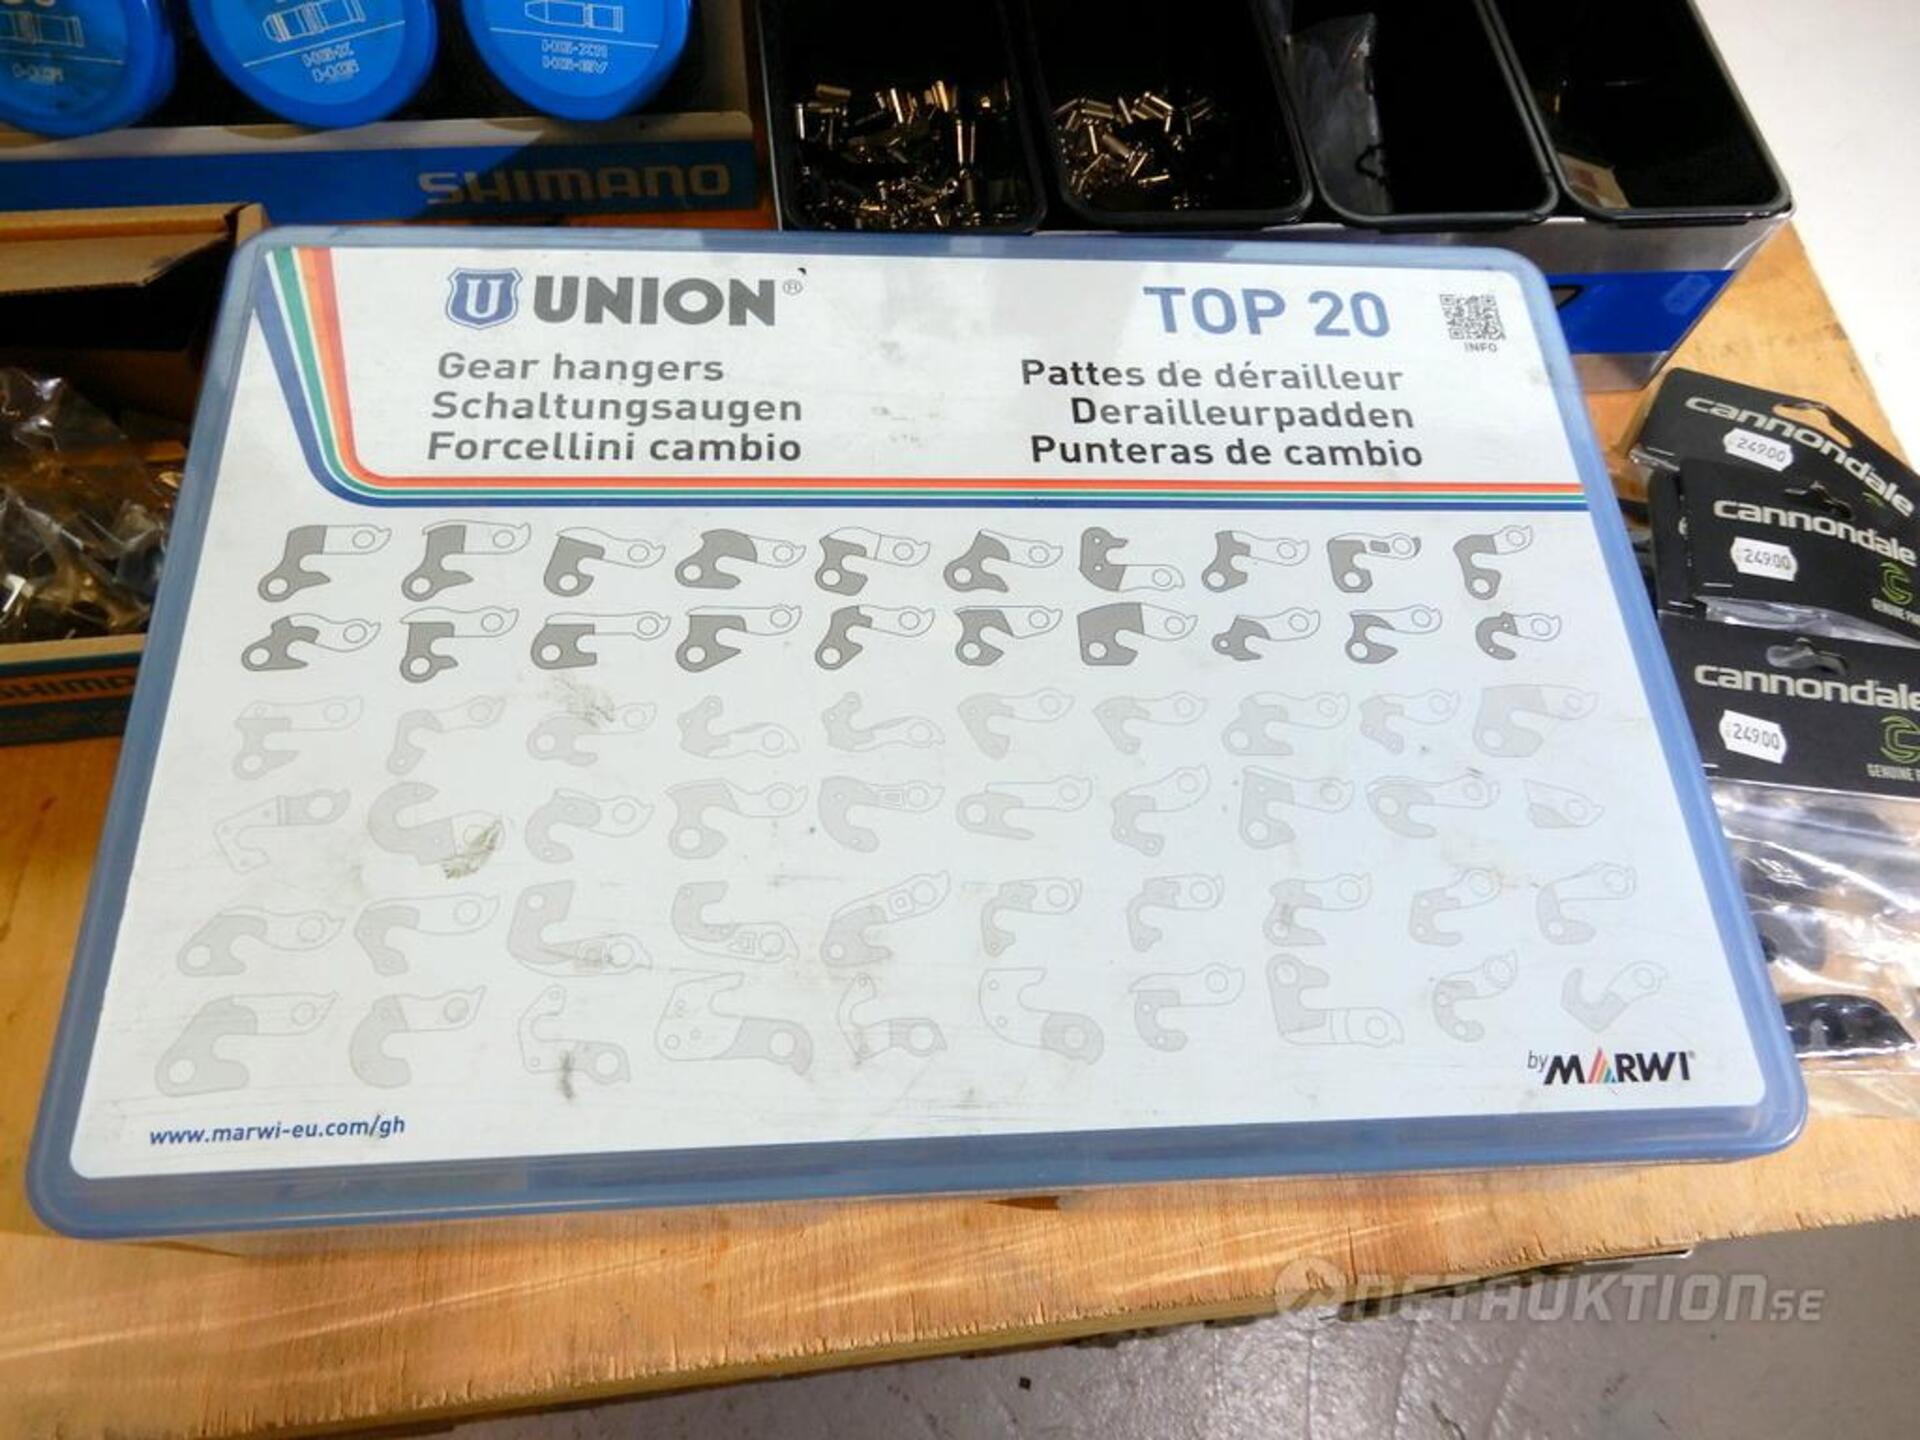 SHIMANO
U UNION®
TOP 20
INFO
Gear hangers
Schaltungsaugen
Forcellini cambio
Pattes de dérailleur
Derailleurpadden
Punteras de cambio
by MARWI®
www.marwi-eu.com/gh
cannondale
249.00
cannondale
249.00
cannondale
249.00
SHIMANO
NETAUKTION.SE